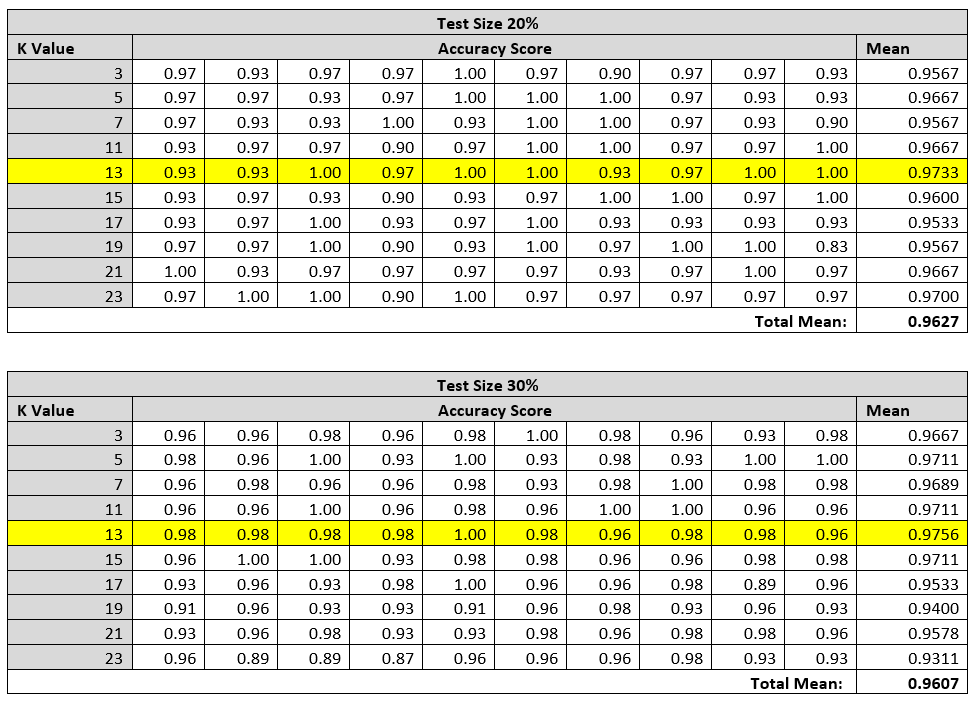 Test Size 20%
K Value Accuracy Score Mean
3 0.97 0.93 0.97 0.97 1.00 0.97 0.90 0.97 0.97 0.93 0.9567
5 0.97 0.97 0.93 0.97 1.00 1.00 1.00 0.97 0.93 0.93 0.9667
7 0.97 0.93 0.93 1.00 0.93 1.00 1.00 0.97 0.93 0.90 0.9567
11 0.93 0.97 0.97 0.90 0.97 1.00 1.00 0.97 0.97 1.00 0.9667
13 0.93 0.93 1.00 0.97 1.00 1.00 0.93 0.97 1.00 1.00 0.9733
15 0.93 0.97 0.93 0.90 0.93 0.97 1.00 1.00 0.97 1.00 0.9600
17 0.93 0.97 1.00 0.93 0.97 1.00 0.93 0.93 0.93 0.93 0.9533
19 0.97 0.97 1.00 0.90 0.93 1.00 0.97 1.00 1.00 0.83 0.9567
21 1.00 0.93 0.97 0.97 0.97 0.97 0.93 0.97 1.00 0.97 0.9667
23 0.97 1.00 1.00 0.90 1.00 0.97 0.97 0.97 0.97 0.97 0.9700
Total Mean: 0.9627
Test Size 30%
K Value Accuracy Score Mean
3 0.96 0.96 0.98 0.96 0.98 1.00 0.98 0.96 0.93 0.98 0.9667
5 0.98 0.96 1.00 0.93 1.00 0.93 0.98 0.93 1.00 1.00 0.9711
7 0.96 0.98 0.96 0.96 0.98 0.93 0.98 1.00 0.98 0.98 0.9689
11 0.96 0.96 1.00 0.96 0.98 0.96 1.00 1.00 0.96 0.96 0.9711
13 0.98 0.98 0.98 0.98 1.00 0.98 0.96 0.98 0.98 0.96 0.9756
15 0.96 1.00 1.00 0.93 0.98 0.98 0.96 0.96 0.98 0.98 0.9711
17 0.93 0.96 0.93 0.98 1.00 0.96 0.96 0.98 0.89 0.96 0.9533
19 0.91 0.96 0.93 0.93 0.91 0.96 0.98 0.93 0.96 0.93 0.9400
21 0.93 0.96 0.98 0.93 0.93 0.98 0.96 0.98 0.98 0.96 0.9578
23 0.96 0.89 0.89 0.87 0.96 0.96 0.96 0.98 0.93 0.93 0.9311
Total Mean: 0.9607